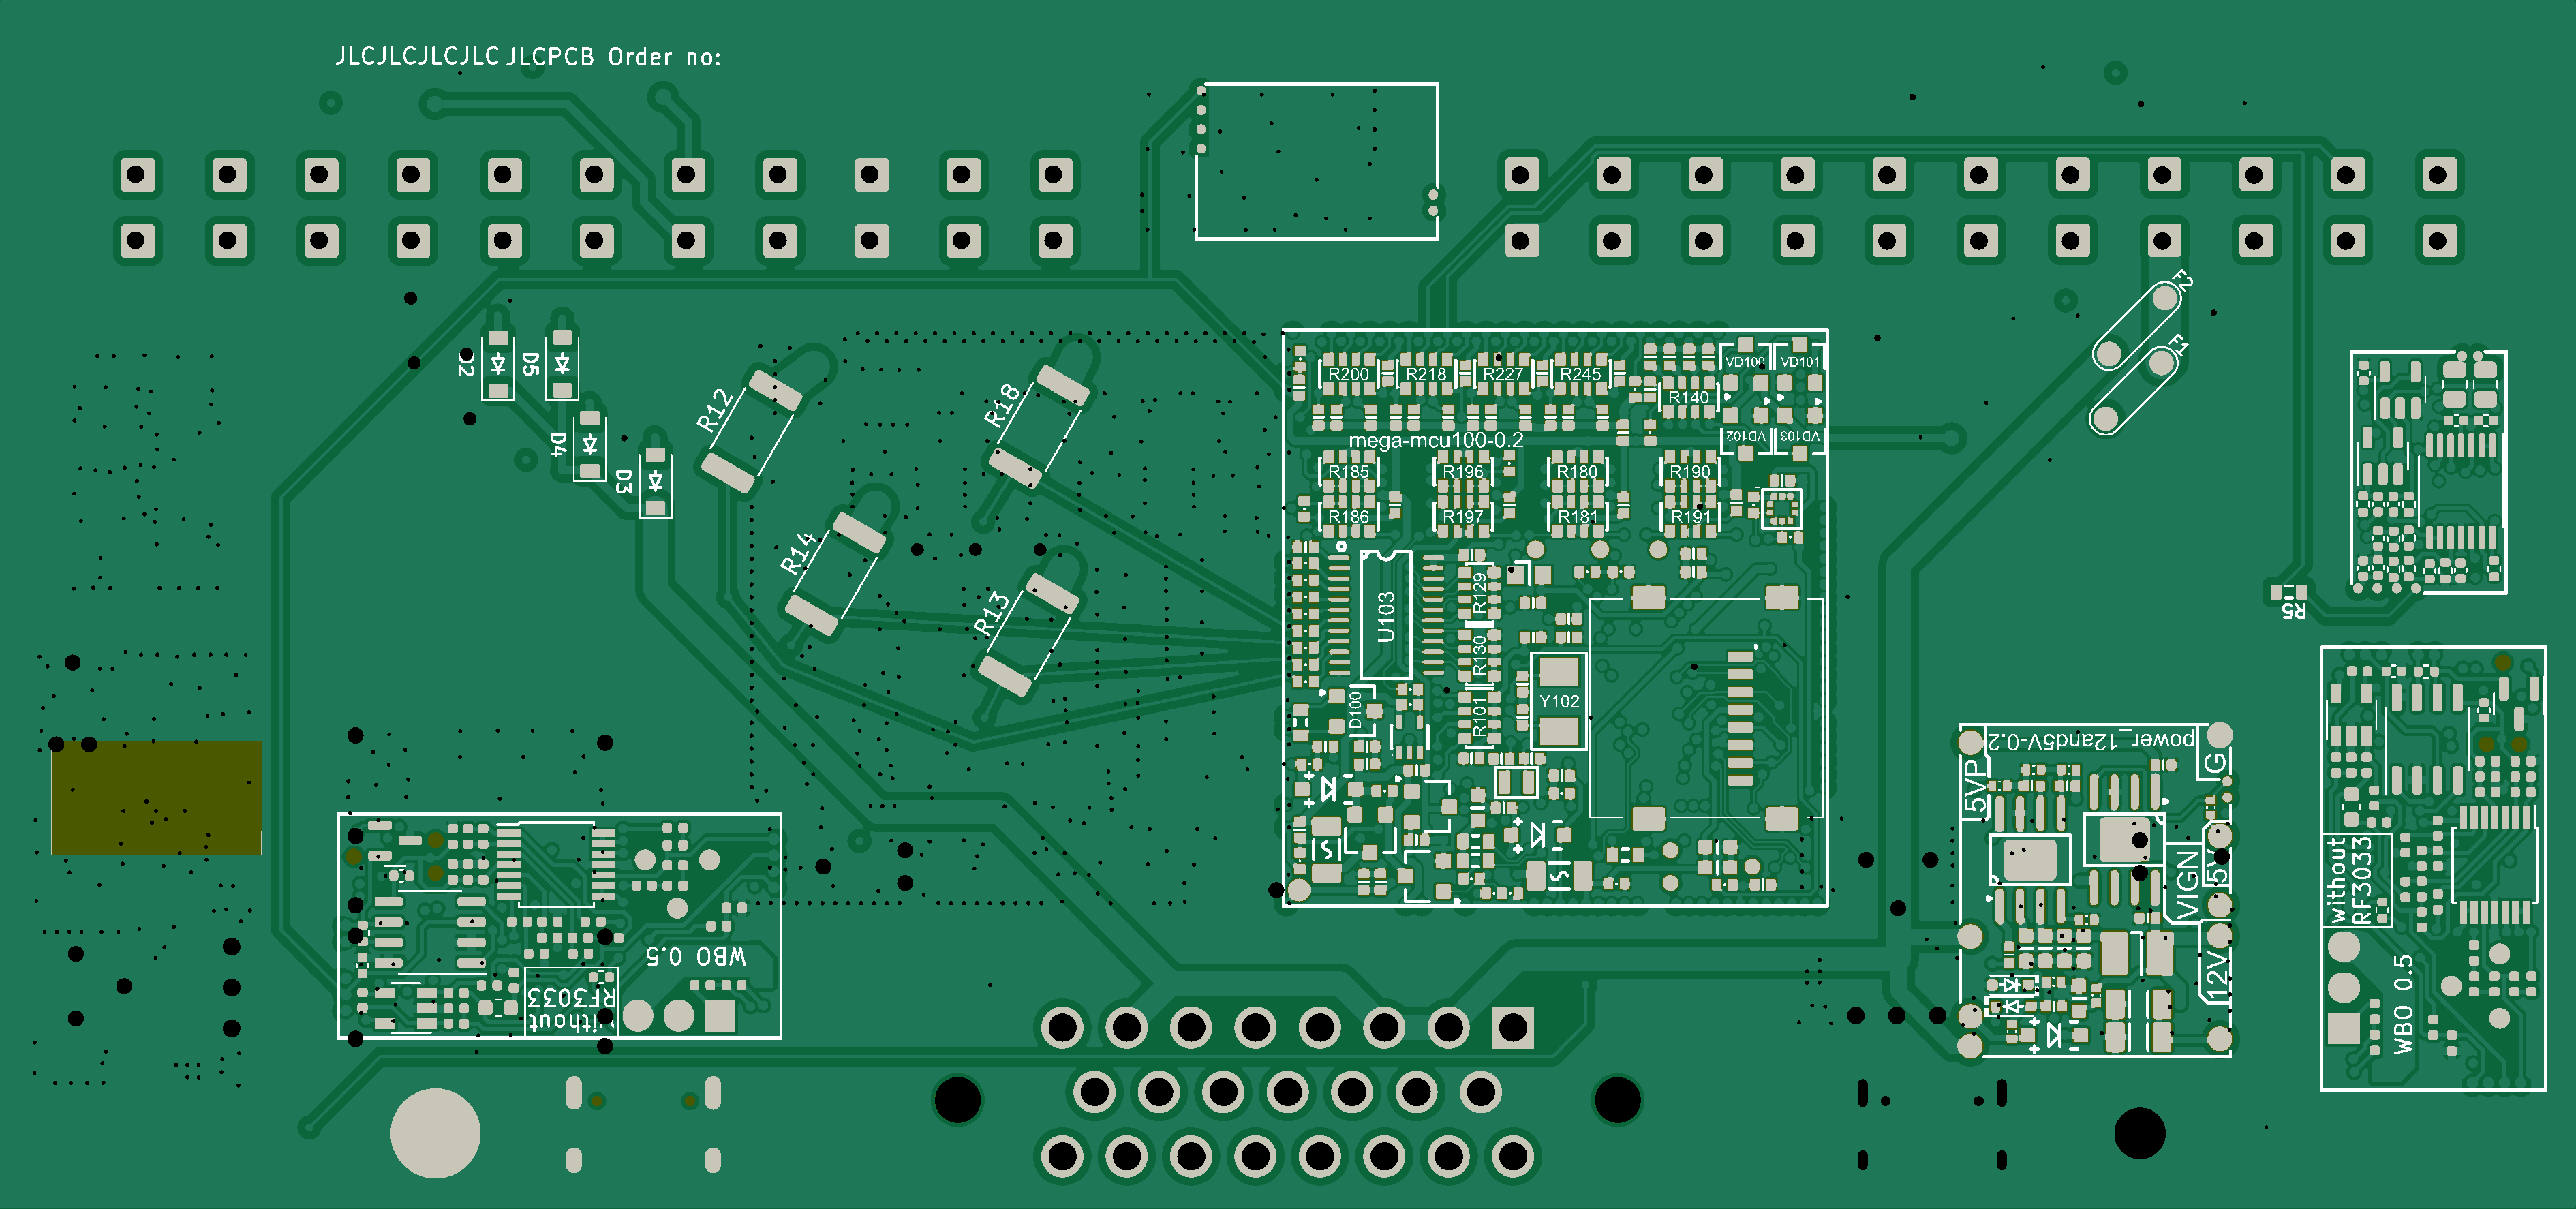 JLCJLCJLCJLC JLCPCB Order no:
F2
F1
D2
D5
D4
D3
R12
R18
R14
R13
R200
R218
R227
R245
VD100
VD101
R140
mega-mcu100-0.2
VD102
VD103
R185
R196
R180
R190
R186
R197
R181
R191
U103
R129
R130
R101
D100
Y102
+
-
S
+
-
S
R5
power_12and5V-0.2
5VP
G
VIGN
5V
12V
+
-
WBO 0.5
without
RF3033
without
RF3033
WBO 0.5